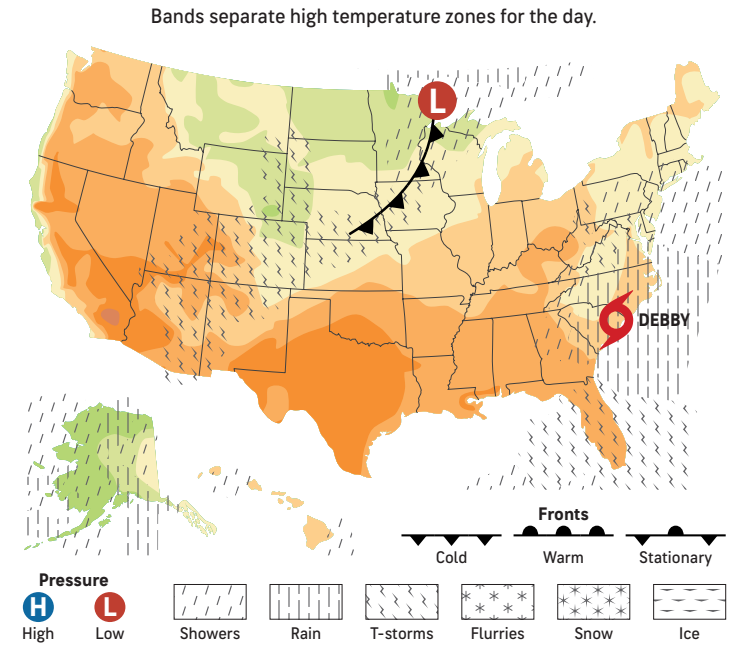 Bands separate high temperature zones for the day.
L
DEBBY
Fronts
Cold
Warm
Stationary
Pressure
H
L
High
Low
Showers
Rain
T-storms
Flurries
Snow
Ice